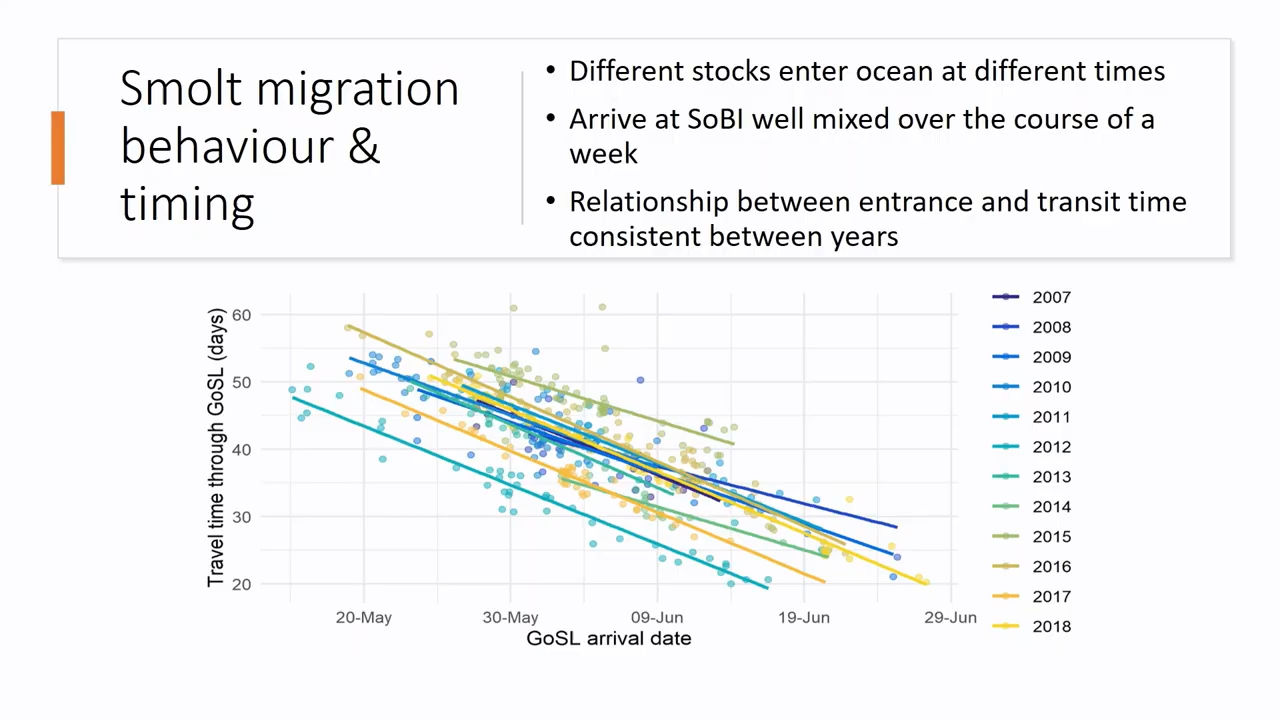 Smolt migration
behaviour &
timing
• Different stocks enter ocean at different times
• Arrive at SoBI well mixed over the course of a
week
• Relationship between entrance and transit time
consistent between years
Travel time through GoSL (days)
60
50
40
30
20
20-May
30-May
09-Jun
19-Jun
29-Jun
GoSL arrival date
2007
2008
2009
2010
2011
2012
2013
2014
2015
2016
2017
2018